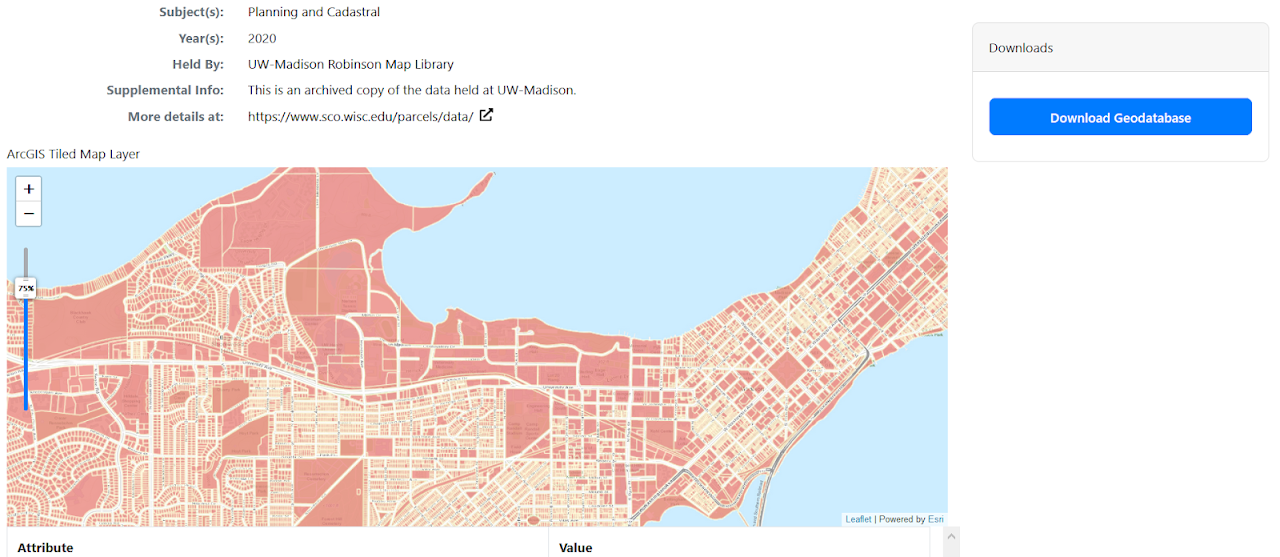 Subject(s): Planning and Cadastral
Year(s): 2020
Held By: UW-Madison Robinson Map Library
Supplemental Info: This is an archived copy of the data held at UW-Madison.
More details at: https://www.sco.wisc.edu/parcels/data/
Downloads
Download Geodatabase
ArcGIS Tiled Map Layer
+
−
75%
Leaflet | Powered by Esri
Attribute Value